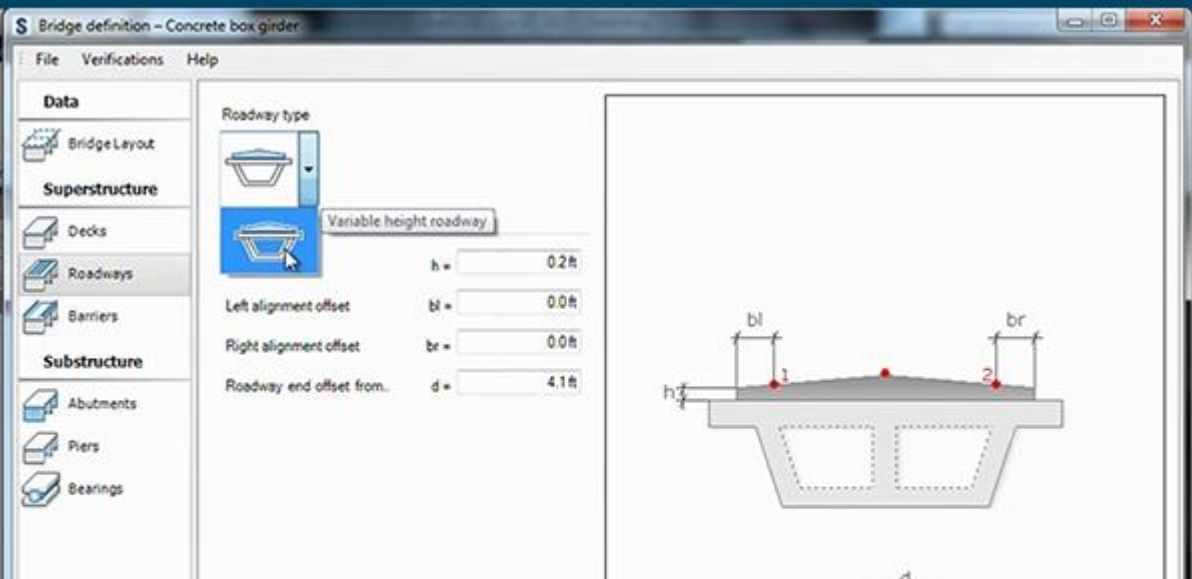 S Bridge definition – Concrete box girder
File Verifications Help
Data
Bridge Layout
Superstructure
Decks
Roadways
Barriers
Substructure
Abutments
Piers
Bearings
Roadway type
Variable height roadway
h = 0.2 ft
Left alignment offset bl = 0.0 ft
Right alignment offset br = 0.0 ft
Roadway end offset from.. d = 4.1 ft
bl br
1 2
h
d